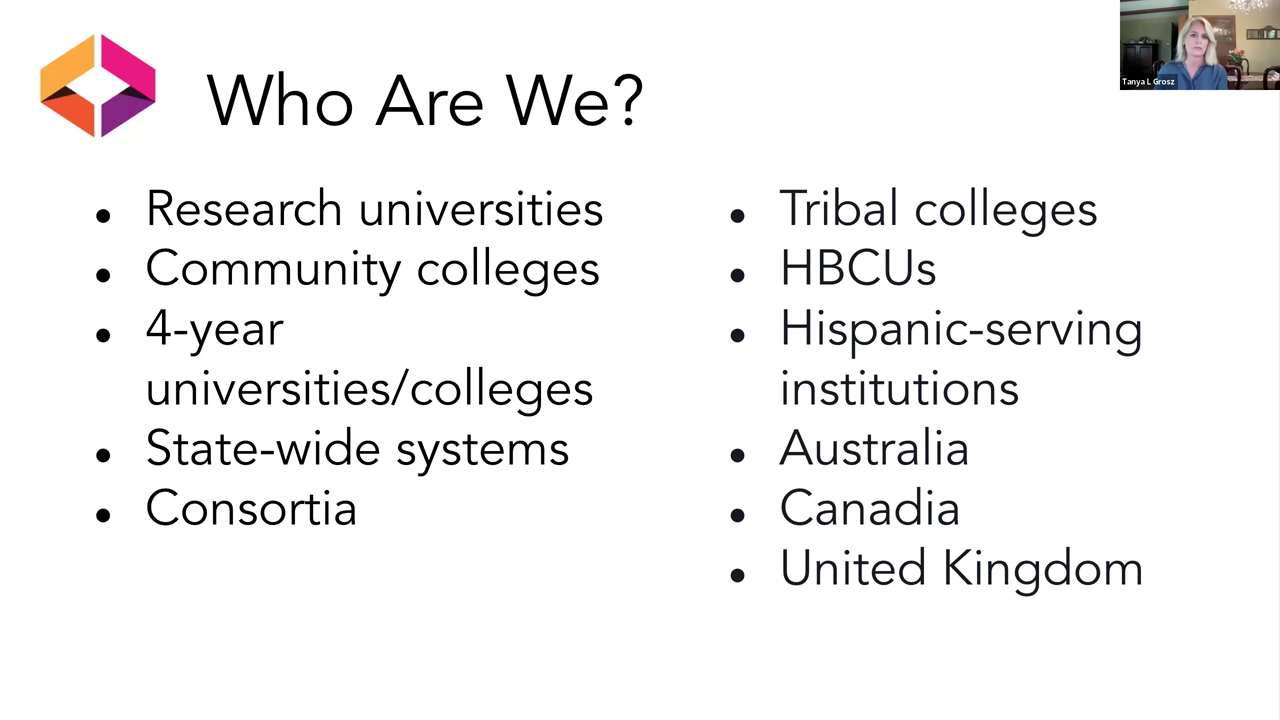 Who Are We?
Research universities
Community colleges
4-year
universities/colleges
State-wide systems
Consortia
Tribal colleges
HBCUs
Hispanic-serving
institutions
Australia
Canadia
United Kingdom
Tanya L Grosz